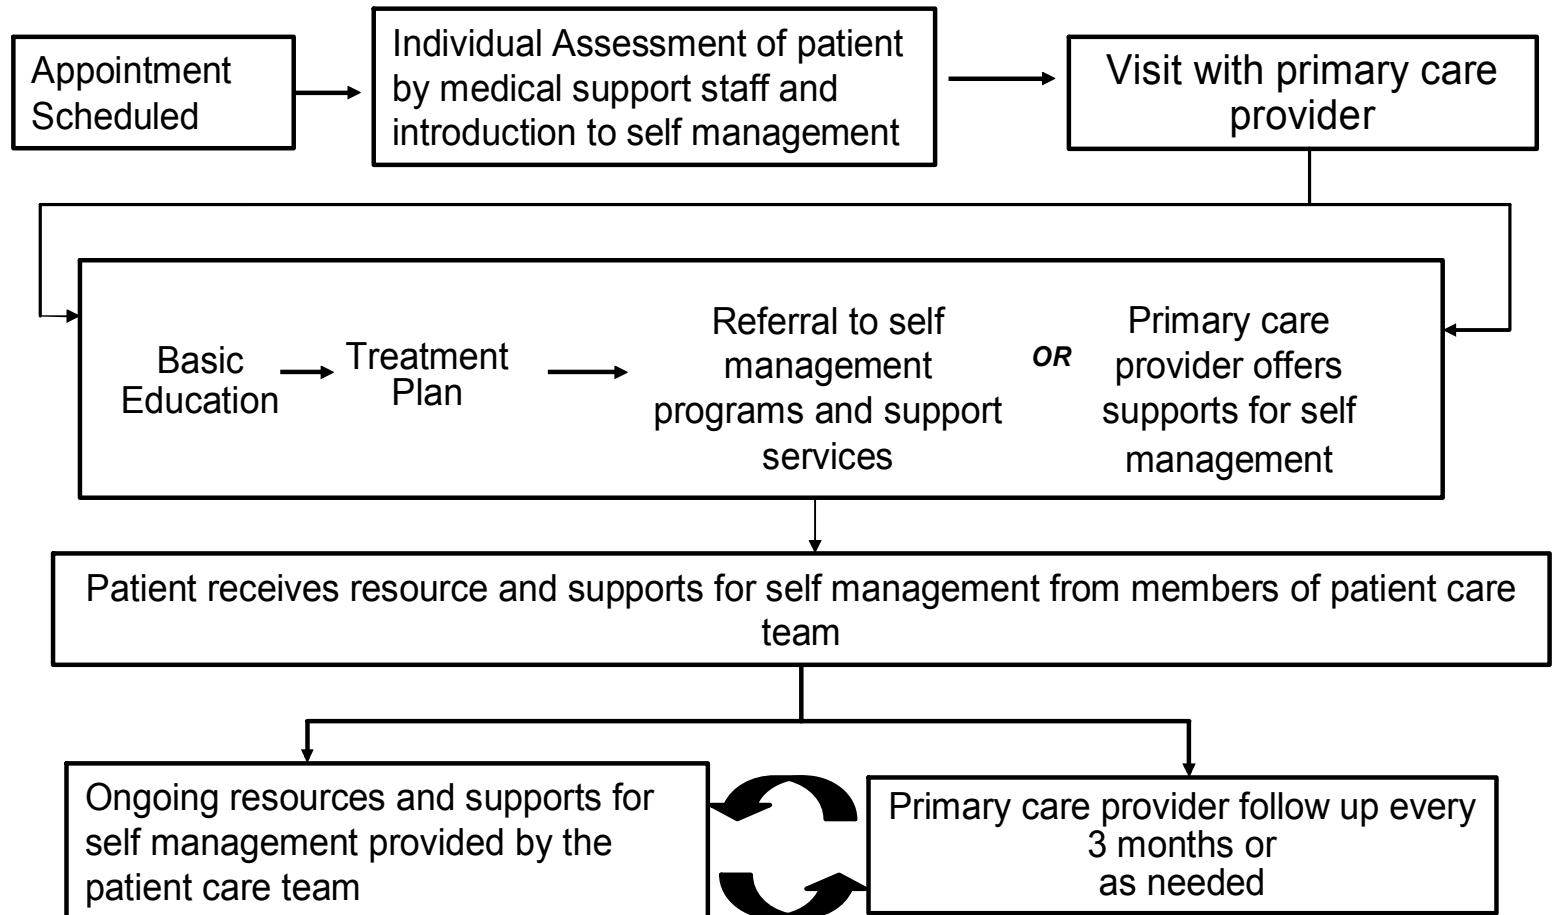 Appointment
Scheduled
Individual Assessment of patient
by medical support staff and
introduction to self management
Visit with primary care
provider
Basic
Education
Treatment
Plan
Referral to self
management
programs and support
services
OR
Primary care
provider offers
supports for self
management
Patient receives resource and supports for self management from members of patient care
team
Ongoing resources and supports for
self management provided by the
patient care team
Primary care provider follow up every
3 months or
as needed